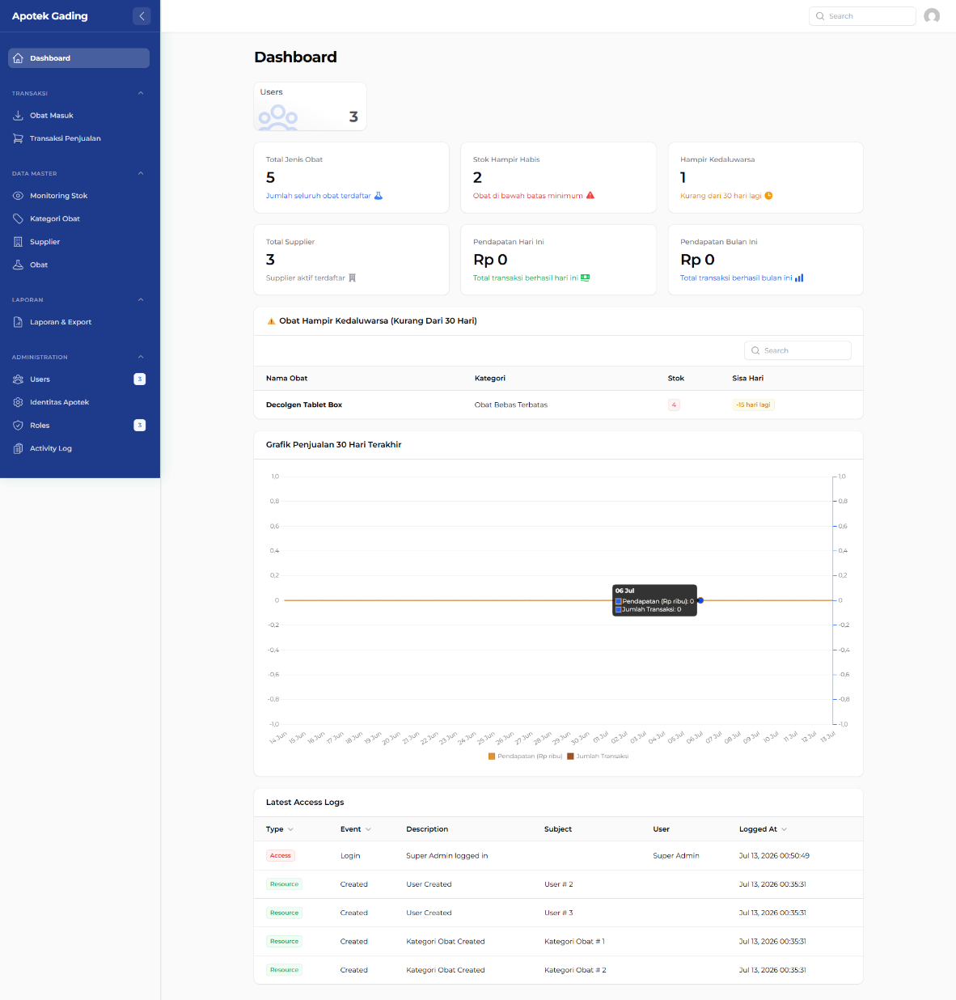 Apotek Gading
Search
Dashboard
TRANSAKSI
Obat Masuk
Transaksi Penjualan
DATA MASTER
Monitoring Stok
Kategori Obat
Supplier
Obat
LAPORAN
Laporan & Export
ADMINISTRATION
Users 3
Identitas Apotek
Roles 3
Activity Log
Dashboard
Users
3
Total Jenis Obat
5
Jumlah seluruh obat terdaftar
Stok Hampir Habis
2
Obat di bawah batas minimum
Hampir Kedaluwarsa
1
Kurang dari 30 hari lagi
Total Supplier
3
Supplier aktif terdaftar
Pendapatan Hari Ini
Rp 0
Total transaksi berhasil hari ini
Pendapatan Bulan Ini
Rp 0
Total transaksi berhasil bulan ini
Obat Hampir Kedaluwarsa (Kurang Dari 30 Hari)
Search
Nama Obat Kategori Stok Sisa Hari
Decolgen Tablet Box Obat Bebas Terbatas 4 -15 hari lagi
Grafik Penjualan 30 Hari Terakhir
1,0 1,0
0,8 0,8
0,6 0,6
0,4 0,4
0,2 0,2
06 Jul
Pendapatan (Rp ribu): 0
Jumlah Transaksi: 0
0 0
-0,2 -0,2
-0,4 -0,4
-0,6 -0,6
-0,8 -0,8
-1,0 -1,0
14 Jun 15 Jun 16 Jun 17 Jun 18 Jun 19 Jun 20 Jun 21 Jun 22 Jun 23 Jun 24 Jun 25 Jun 26 Jun 27 Jun 28 Jun 29 Jun 30 Jun 01 Jul 02 Jul 03 Jul 04 Jul 05 Jul 06 Jul 07 Jul 08 Jul 09 Jul 10 Jul 11 Jul 12 Jul 13 Jul
Pendapatan (Rp ribu) Jumlah Transaksi
Latest Access Logs
Type Event Description Subject User Logged At
Access Login Super Admin logged in Super Admin Jul 13, 2026 00:50:49
Resource Created User Created User # 2 Jul 13, 2026 00:35:31
Resource Created User Created User # 3 Jul 13, 2026 00:35:31
Resource Created Kategori Obat Created Kategori Obat # 1 Jul 13, 2026 00:35:31
Resource Created Kategori Obat Created Kategori Obat # 2 Jul 13, 2026 00:35:31